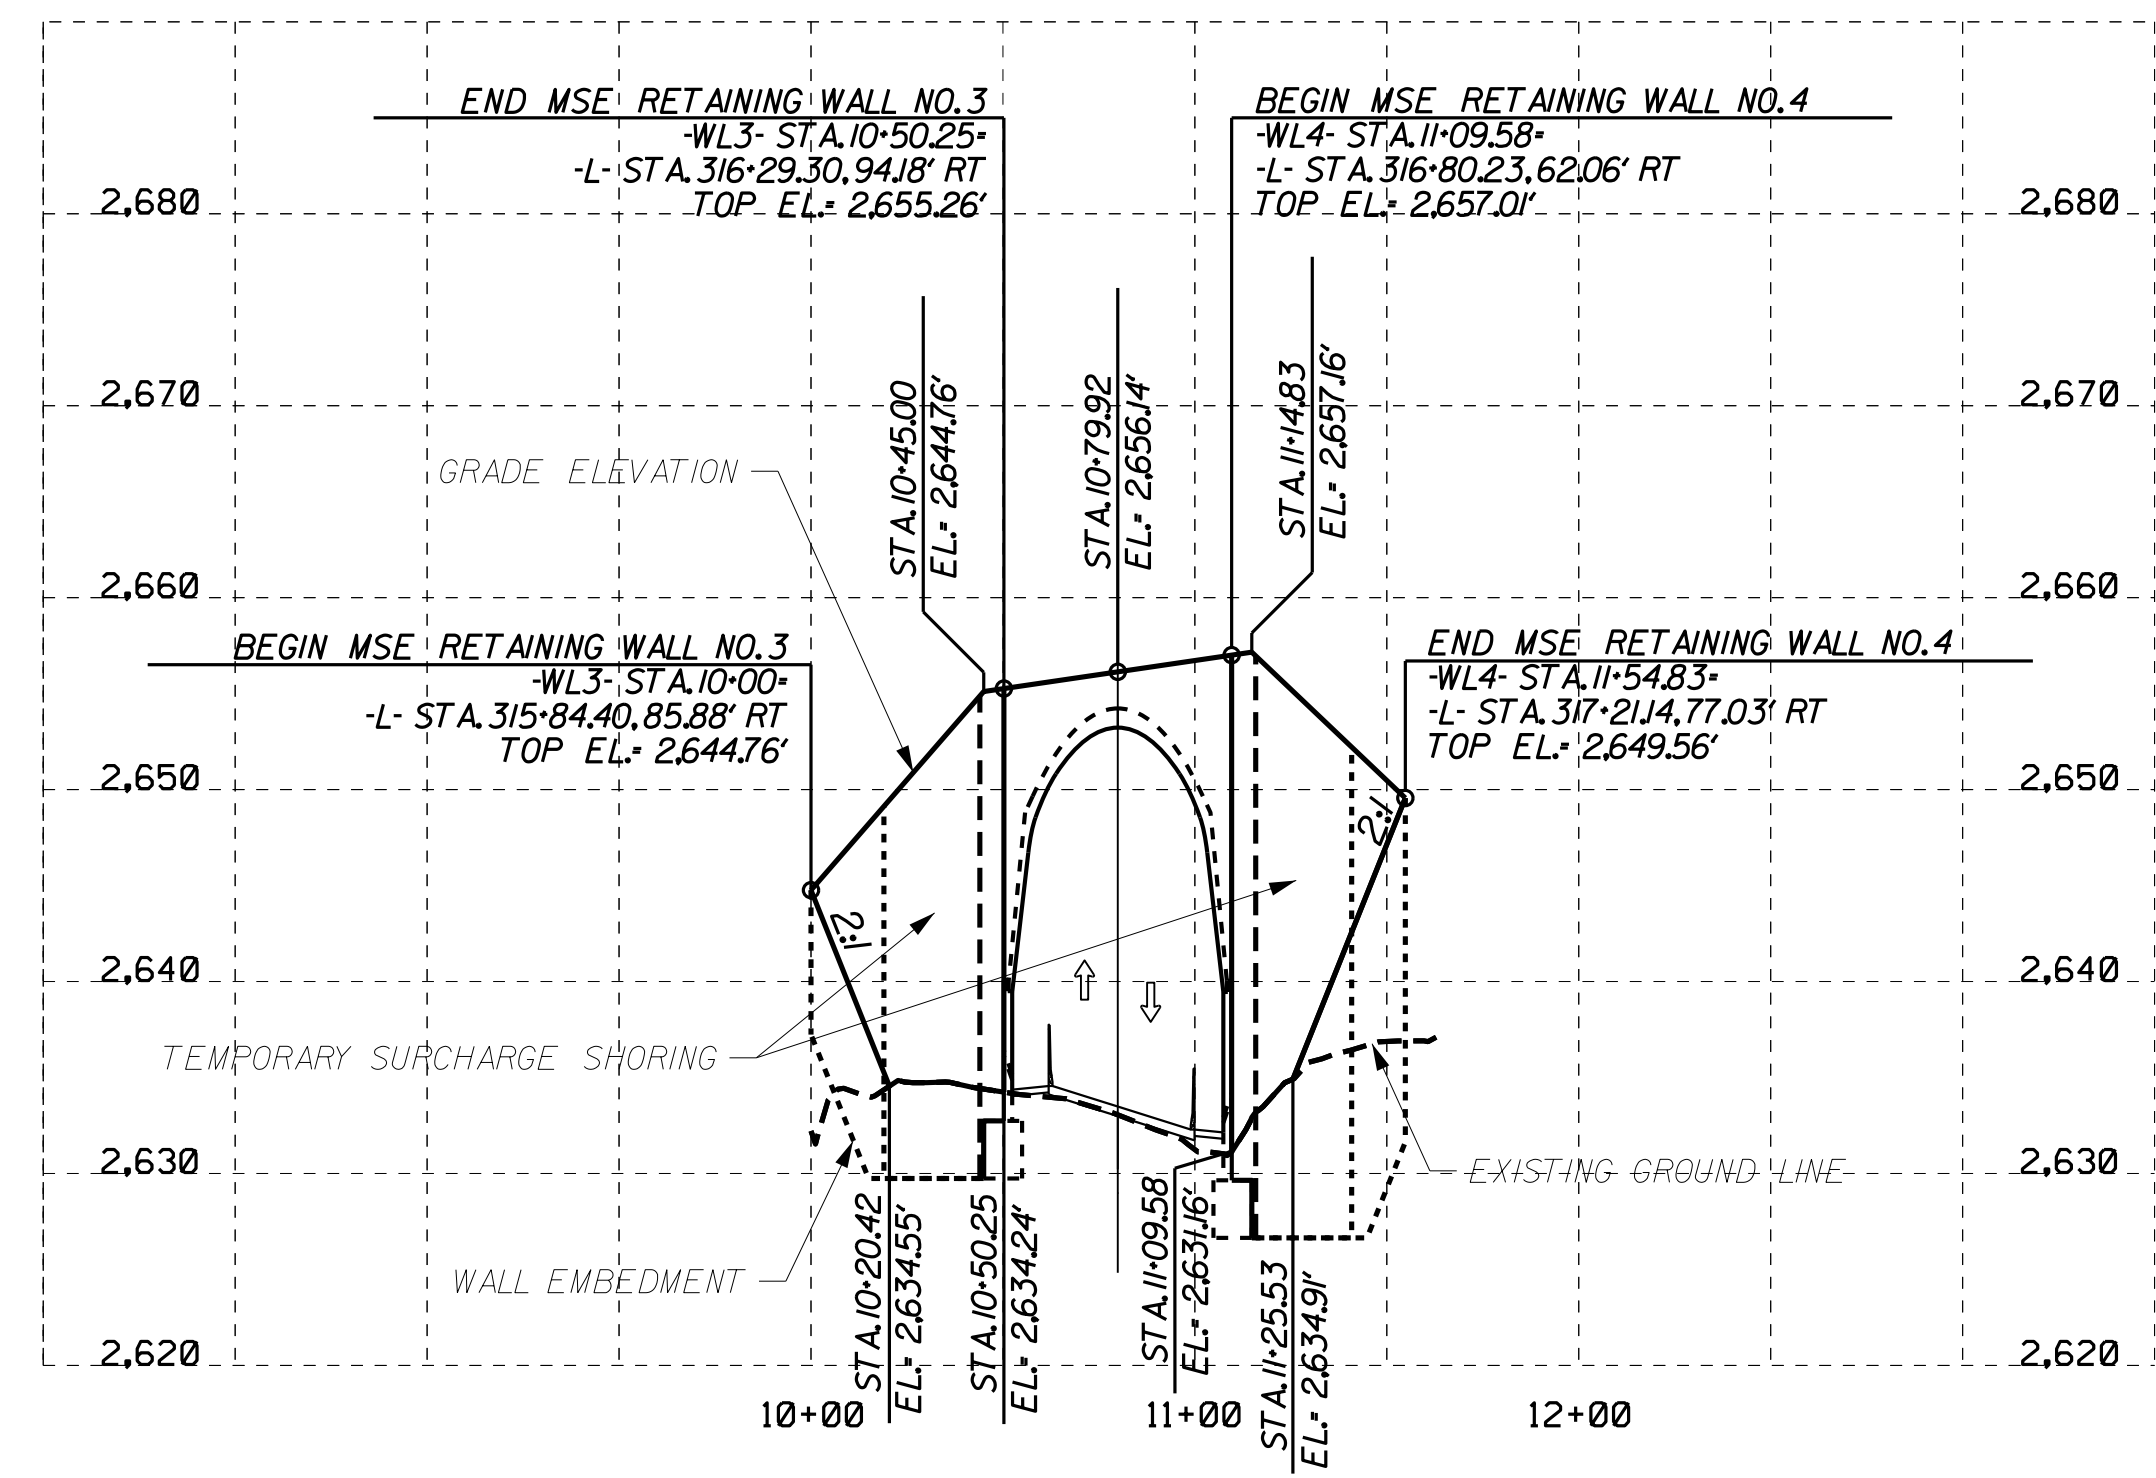 END MSE RETAINING WALL NO. 3
-WL3- STA. 10+50.25=
-L- STA. 316+29.30, 94.18' RT
TOP EL.= 2,655.26'
BEGIN MSE RETAINING WALL NO. 4
-WL4- STA. 11+09.58=
-L- STA. 316+80.23, 62.06' RT
TOP EL.= 2,657.01'
2,680
2,680
STA. 10+45.00
EL.= 2,644.76'
STA. 10+79.92
EL.= 2,656.14'
STA. 11+14.83
EL.= 2,657.16'
2,670
2,670
GRADE ELEVATION
2,660
2,660
BEGIN MSE RETAINING WALL NO. 3
-WL3- STA. 10+00=
-L- STA. 315+84.40, 85.88' RT
TOP EL.= 2,644.76'
END MSE RETAINING WALL NO. 4
-WL4- STA. 11+54.83=
-L- STA. 317+21.14, 77.03' RT
TOP EL.= 2,649.56'
2,650
2,650
2:1
2:1
2,640
2,640
TEMPORARY SURCHARGE SHORING
2,630
2,630
EXISTING GROUND LINE
WALL EMBEDMENT
STA. 10+20.42
EL.= 2,634.55'
STA. 10+50.25
EL.= 2,634.24'
STA. 11+09.58
EL.= 2,631.16'
STA. 11+25.53
EL.= 2,634.91'
2,620
2,620
10+00
11+00
12+00